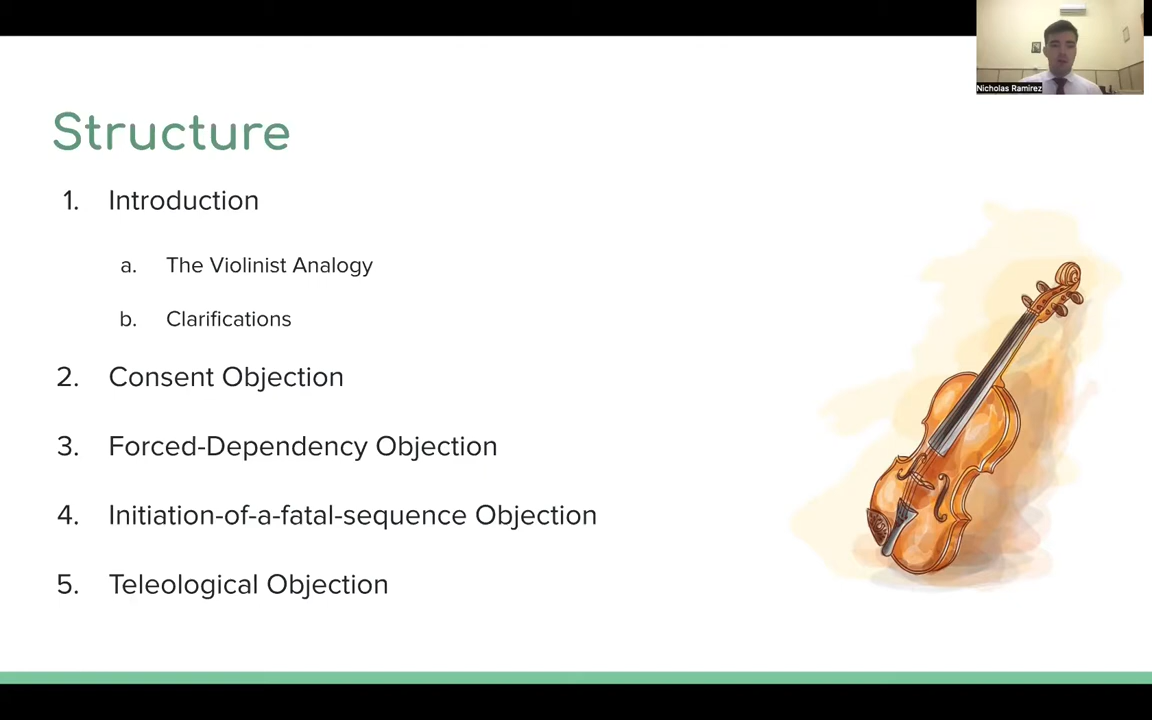 Nicholas Ramirez
Structure
1. Introduction
a. The Violinist Analogy
b. Clarifications
2. Consent Objection
3. Forced-Dependency Objection
4. Initiation-of-a-fatal-sequence Objection
5. Teleological Objection